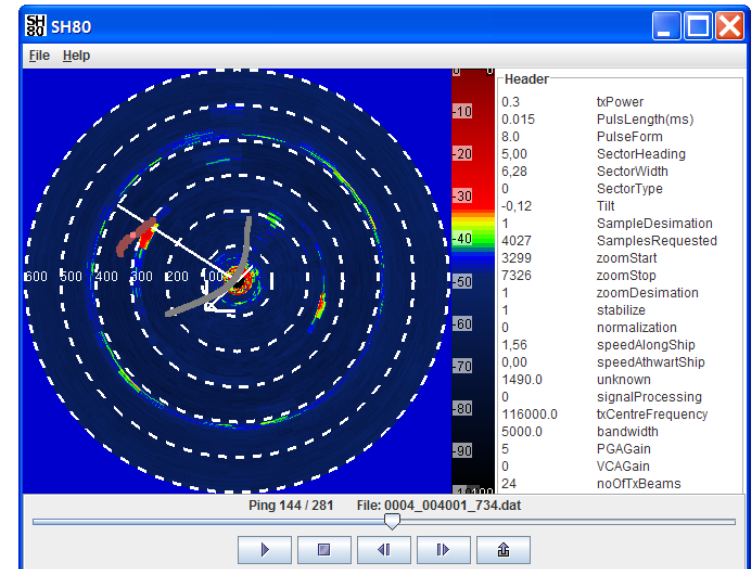 SH80
SH80
File Help
Header
0.3 txPower
0.015 PulsLength(ms)
8.0 PulseForm
5,00 SectorHeading
6,28 SectorWidth
0 SectorType
-0,12 Tilt
1 SampleDesimation
4027 SamplesRequested
3299 zoomStart
7326 zoomStop
1 zoomDesimation
1 stabilize
0 normalization
1,56 speedAlongShip
0,00 speedAthwartShip
1490.0 unknown
0 signalProcessing
116000.0 txCentreFrequency
5000.0 bandwidth
5 PGAGain
0 VCAGain
24 noOfTxBeams
-10
-20
-30
-40
-50
-60
-70
-80
-90
600 500 400 300 200
Ping 144 / 281 File: 0004_004001_734.dat